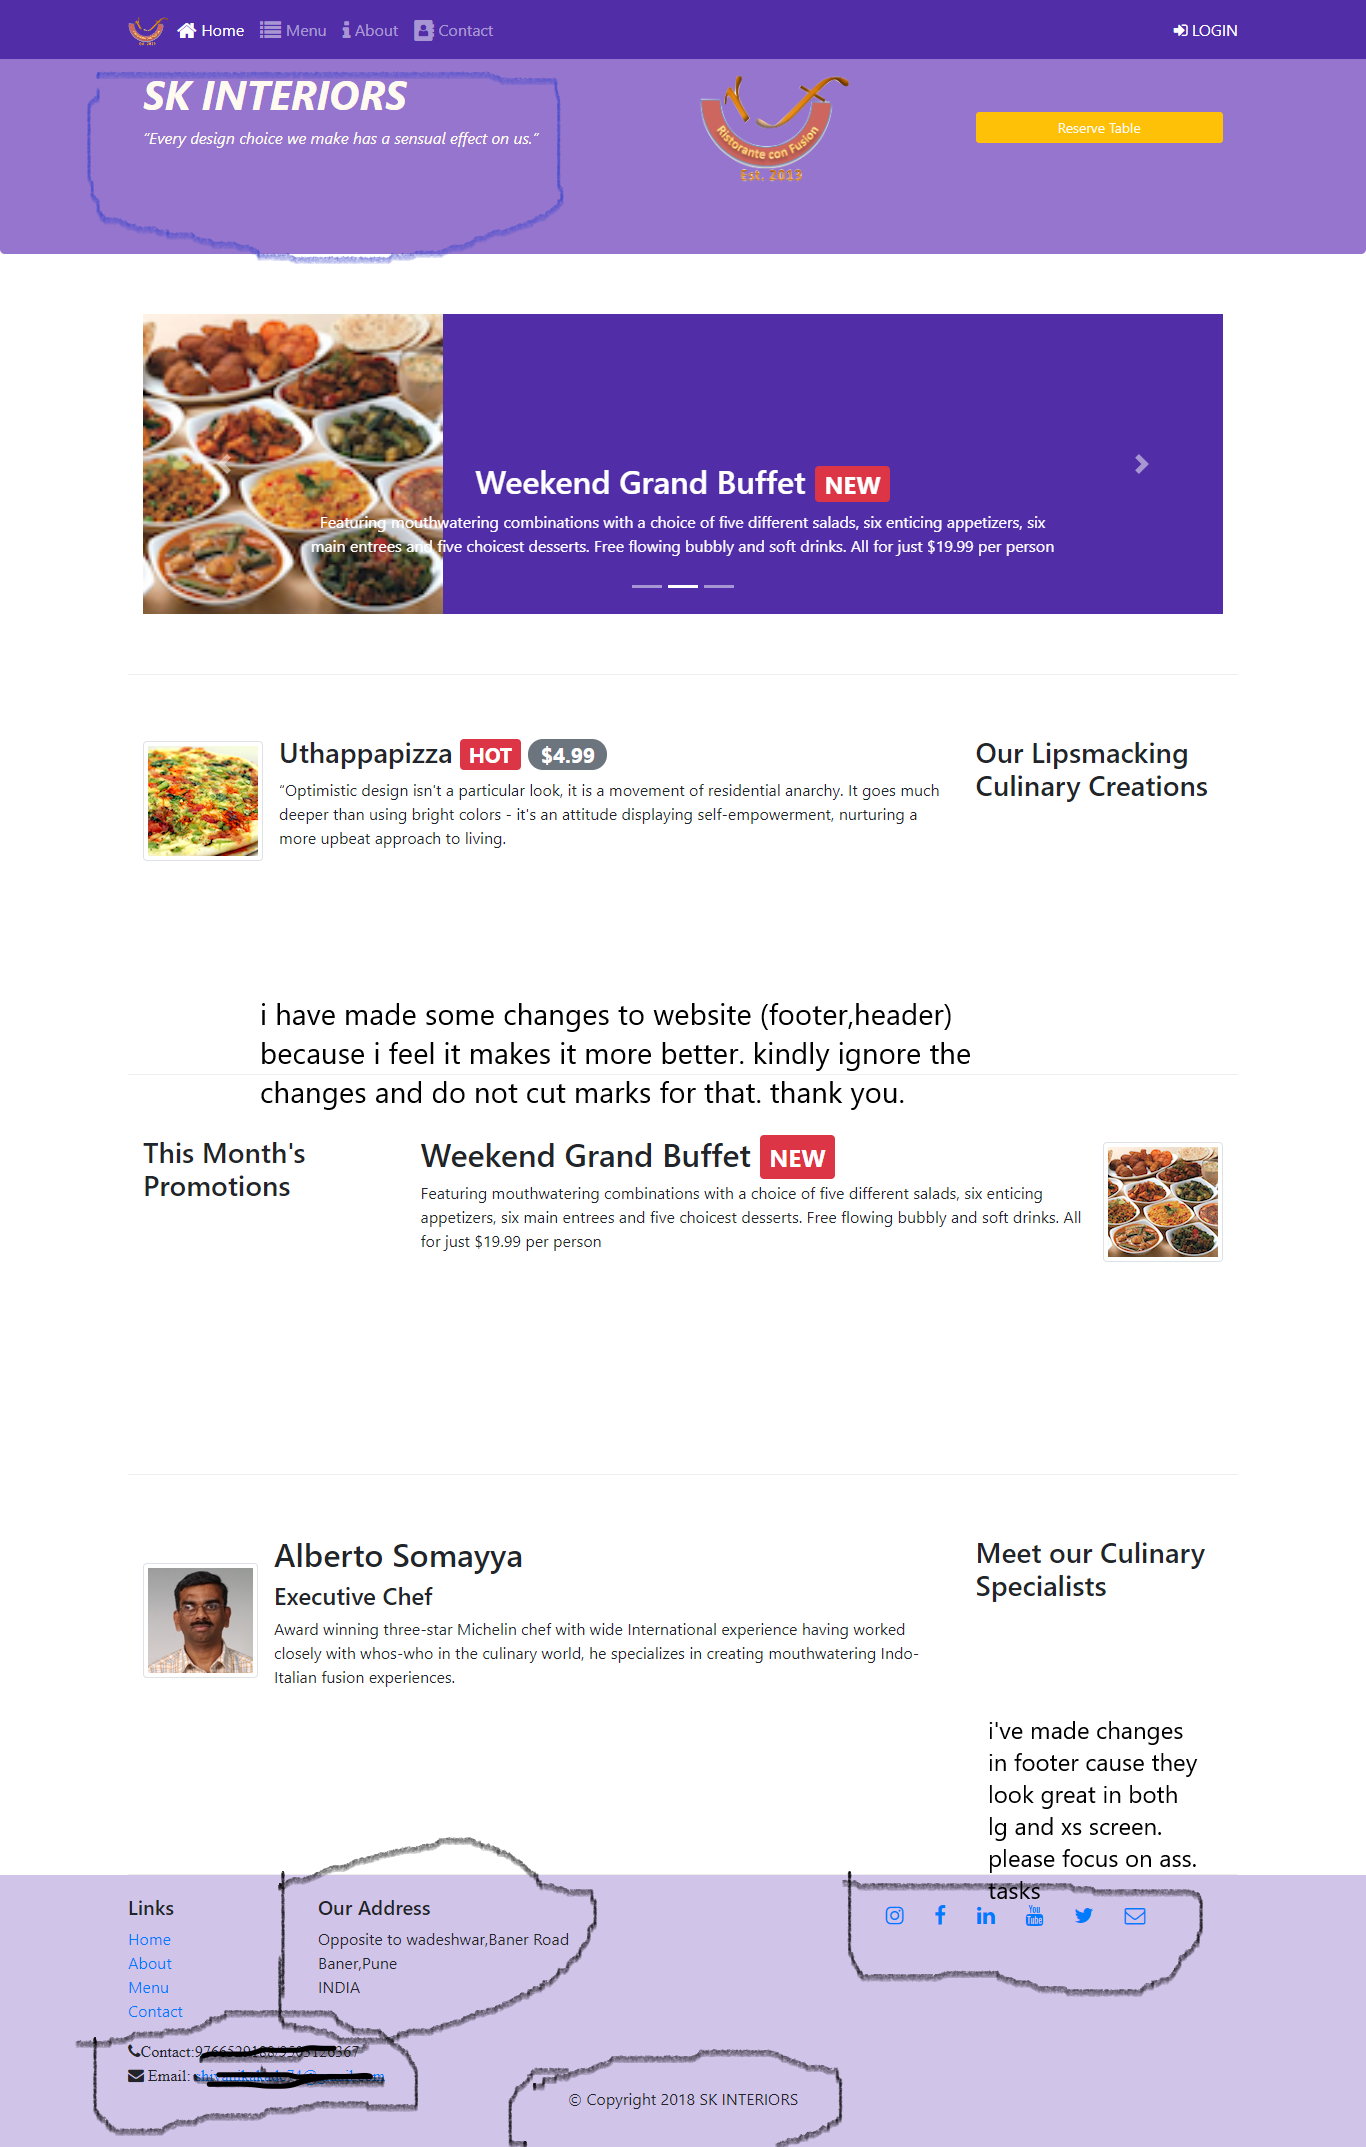 Home Menu About Contact LOGIN
SK INTERIORS
“Every design choice we make has a sensual effect on us.”
Ristorante con Fusion
Est. 2013
Reserve Table
Weekend Grand Buffet NEW
Featuring mouthwatering combinations with a choice of five different salads, six enticing appetizers, six
main entrees and five choicest desserts. Free flowing bubbly and soft drinks. All for just $19.99 per person
Uthappapizza HOT $4.99
“Optimistic design isn't a particular look, it is a movement of residential anarchy. It goes much
deeper than using bright colors - it's an attitude displaying self-empowerment, nurturing a
more upbeat approach to living.
Our Lipsmacking
Culinary Creations
i have made some changes to website (footer,header)
because i feel it makes it more better. kindly ignore the
changes and do not cut marks for that. thank you.
This Month's
Promotions
Weekend Grand Buffet NEW
Featuring mouthwatering combinations with a choice of five different salads, six enticing
appetizers, six main entrees and five choicest desserts. Free flowing bubbly and soft drinks. All
for just $19.99 per person
Alberto Somayya
Executive Chef
Award winning three-star Michelin chef with wide International experience having worked
closely with whos-who in the culinary world, he specializes in creating mouthwatering Indo-
Italian fusion experiences.
Meet our Culinary
Specialists
i've made changes
in footer cause they
look great in both
lg and xs screen.
please focus on ass.
tasks
Links
Home
About
Menu
Contact
Our Address
Opposite to wadeshwar,Baner Road
Baner,Pune
INDIA
You Tube
Contact:
Email:
© Copyright 2018 SK INTERIORS